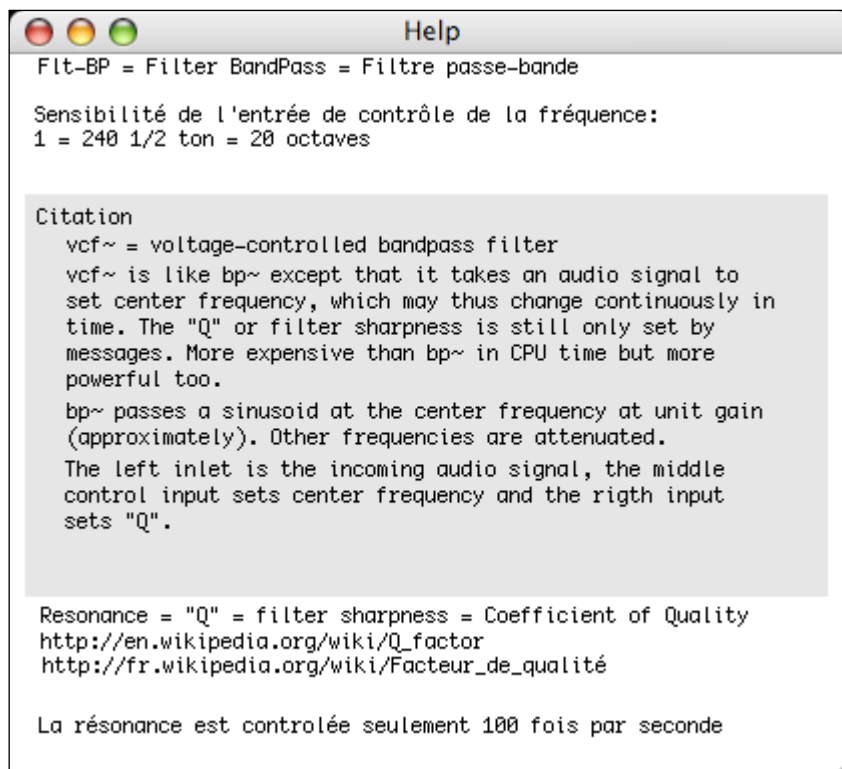 Help
Flt-BP = Filter BandPass = Filtre passe-bande
Sensibilité de l'entrée de contrôle de la fréquence:
1 = 240 1/2 ton = 20 octaves
Citation
vcf~ = voltage-controlled bandpass filter
vcf~ is like bp~ except that it takes an audio signal to
set center frequency, which may thus change continuously in
time. The "Q" or filter sharpness is still only set by
messages. More expensive than bp~ in CPU time but more
powerful too.
bp~ passes a sinusoid at the center frequency at unit gain
(approximately). Other frequencies are attenuated.
The left inlet is the incoming audio signal, the middle
control input sets center frequency and the rigth input
sets "Q".
Resonance = "Q" = filter sharpness = Coefficient of Quality
http://en.wikipedia.org/wiki/Q_factor
http://fr.wikipedia.org/wiki/Facteur_de_qualité
La résonance est controlée seulement 100 fois par seconde